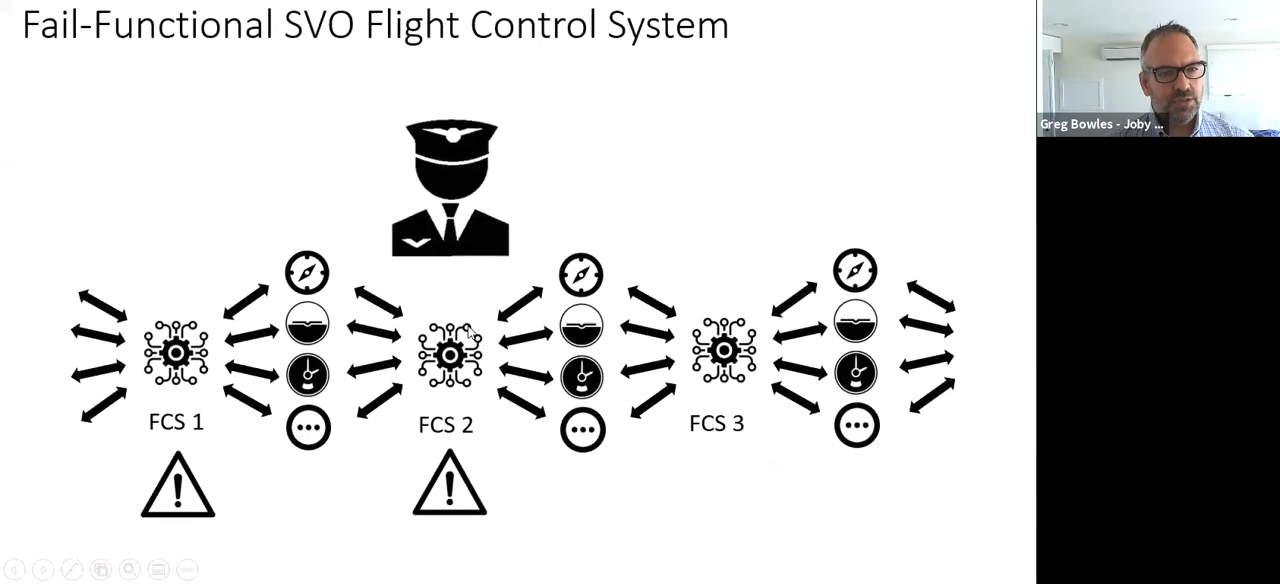 Fail-Functional SVO Flight Control System
Greg Bowles - Joby ...
FCS 1
FCS 2
FCS 3